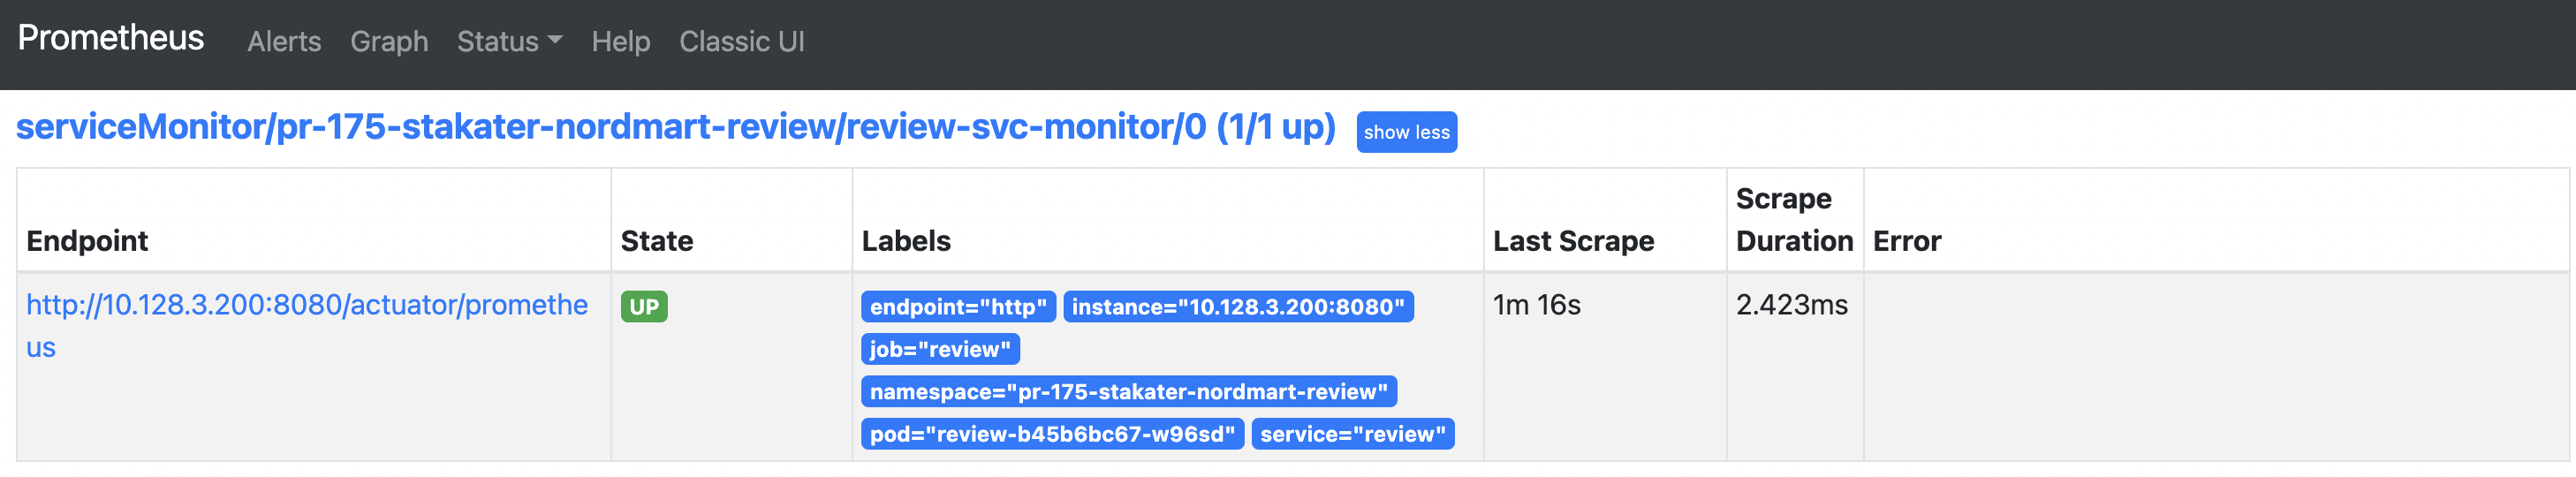 Prometheus Alerts Graph Status Help Classic UI
serviceMonitor/pr-175-stakater-nordmart-review/review-svc-monitor/0 (1/1 up) show less
Endpoint State Labels Last Scrape Scrape Duration Error
http://10.128.3.200:8080/actuator/promethe
us
UP
endpoint="http" instance="10.128.3.200:8080"
job="review"
namespace="pr-175-stakater-nordmart-review"
pod="review-b45b6bc67-w96sd" service="review"
1m 16s
2.423ms